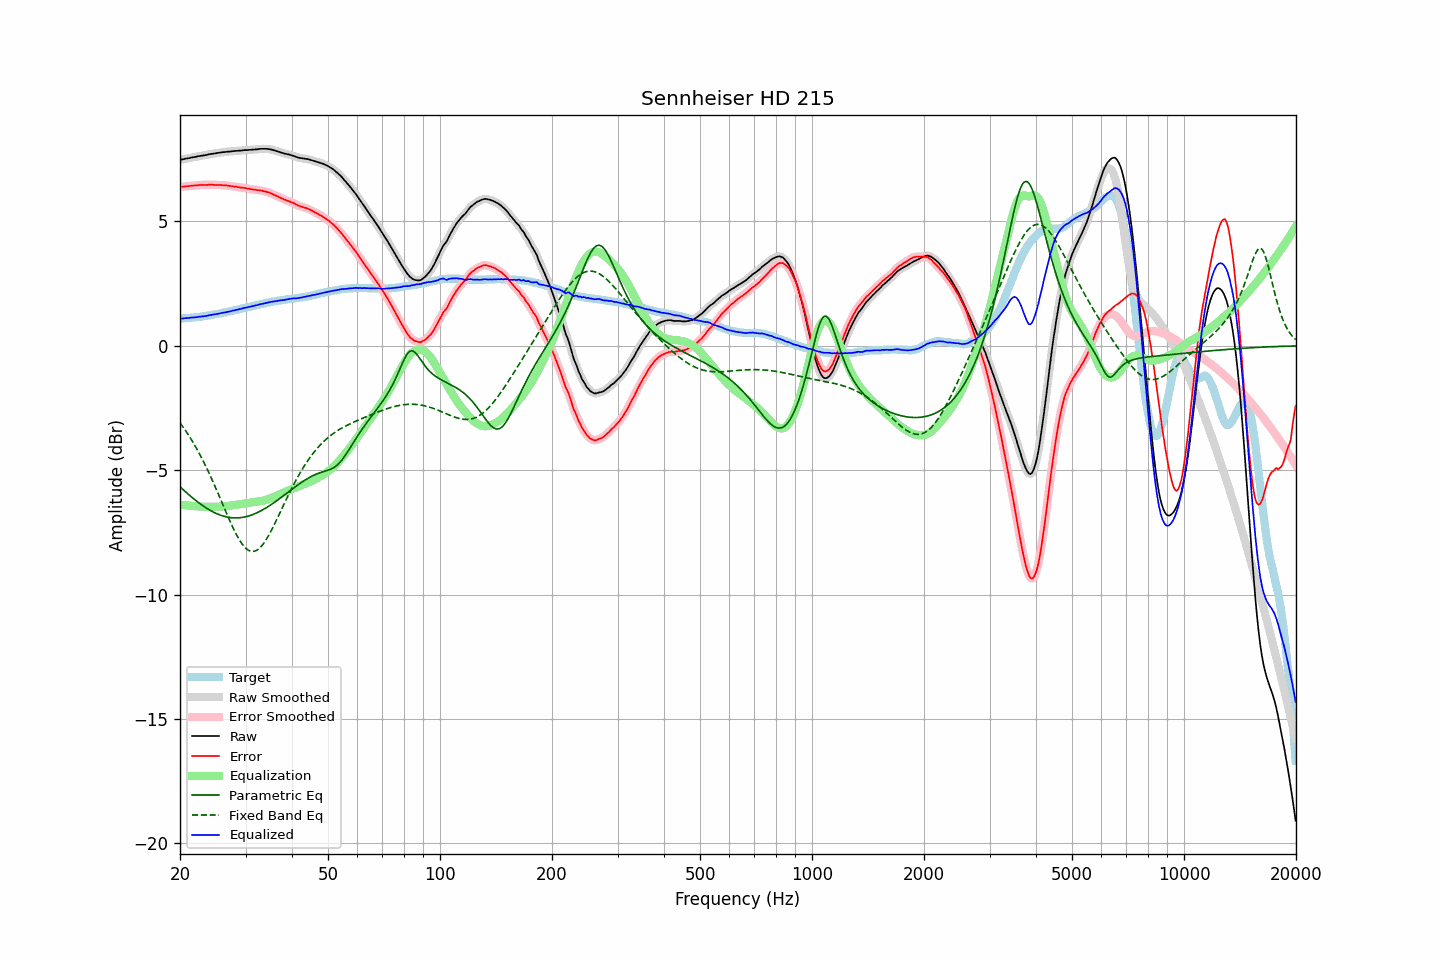 Sennheiser HD 215
Amplitude (dBr)
5
0
−5
−10
−15
−20
Target
Raw Smoothed
Error Smoothed
Raw
Error
Equalization
Parametric Eq
Fixed Band Eq
Equalized
20 50 100 200 500 1000 2000 5000 10000 20000
Frequency (Hz)